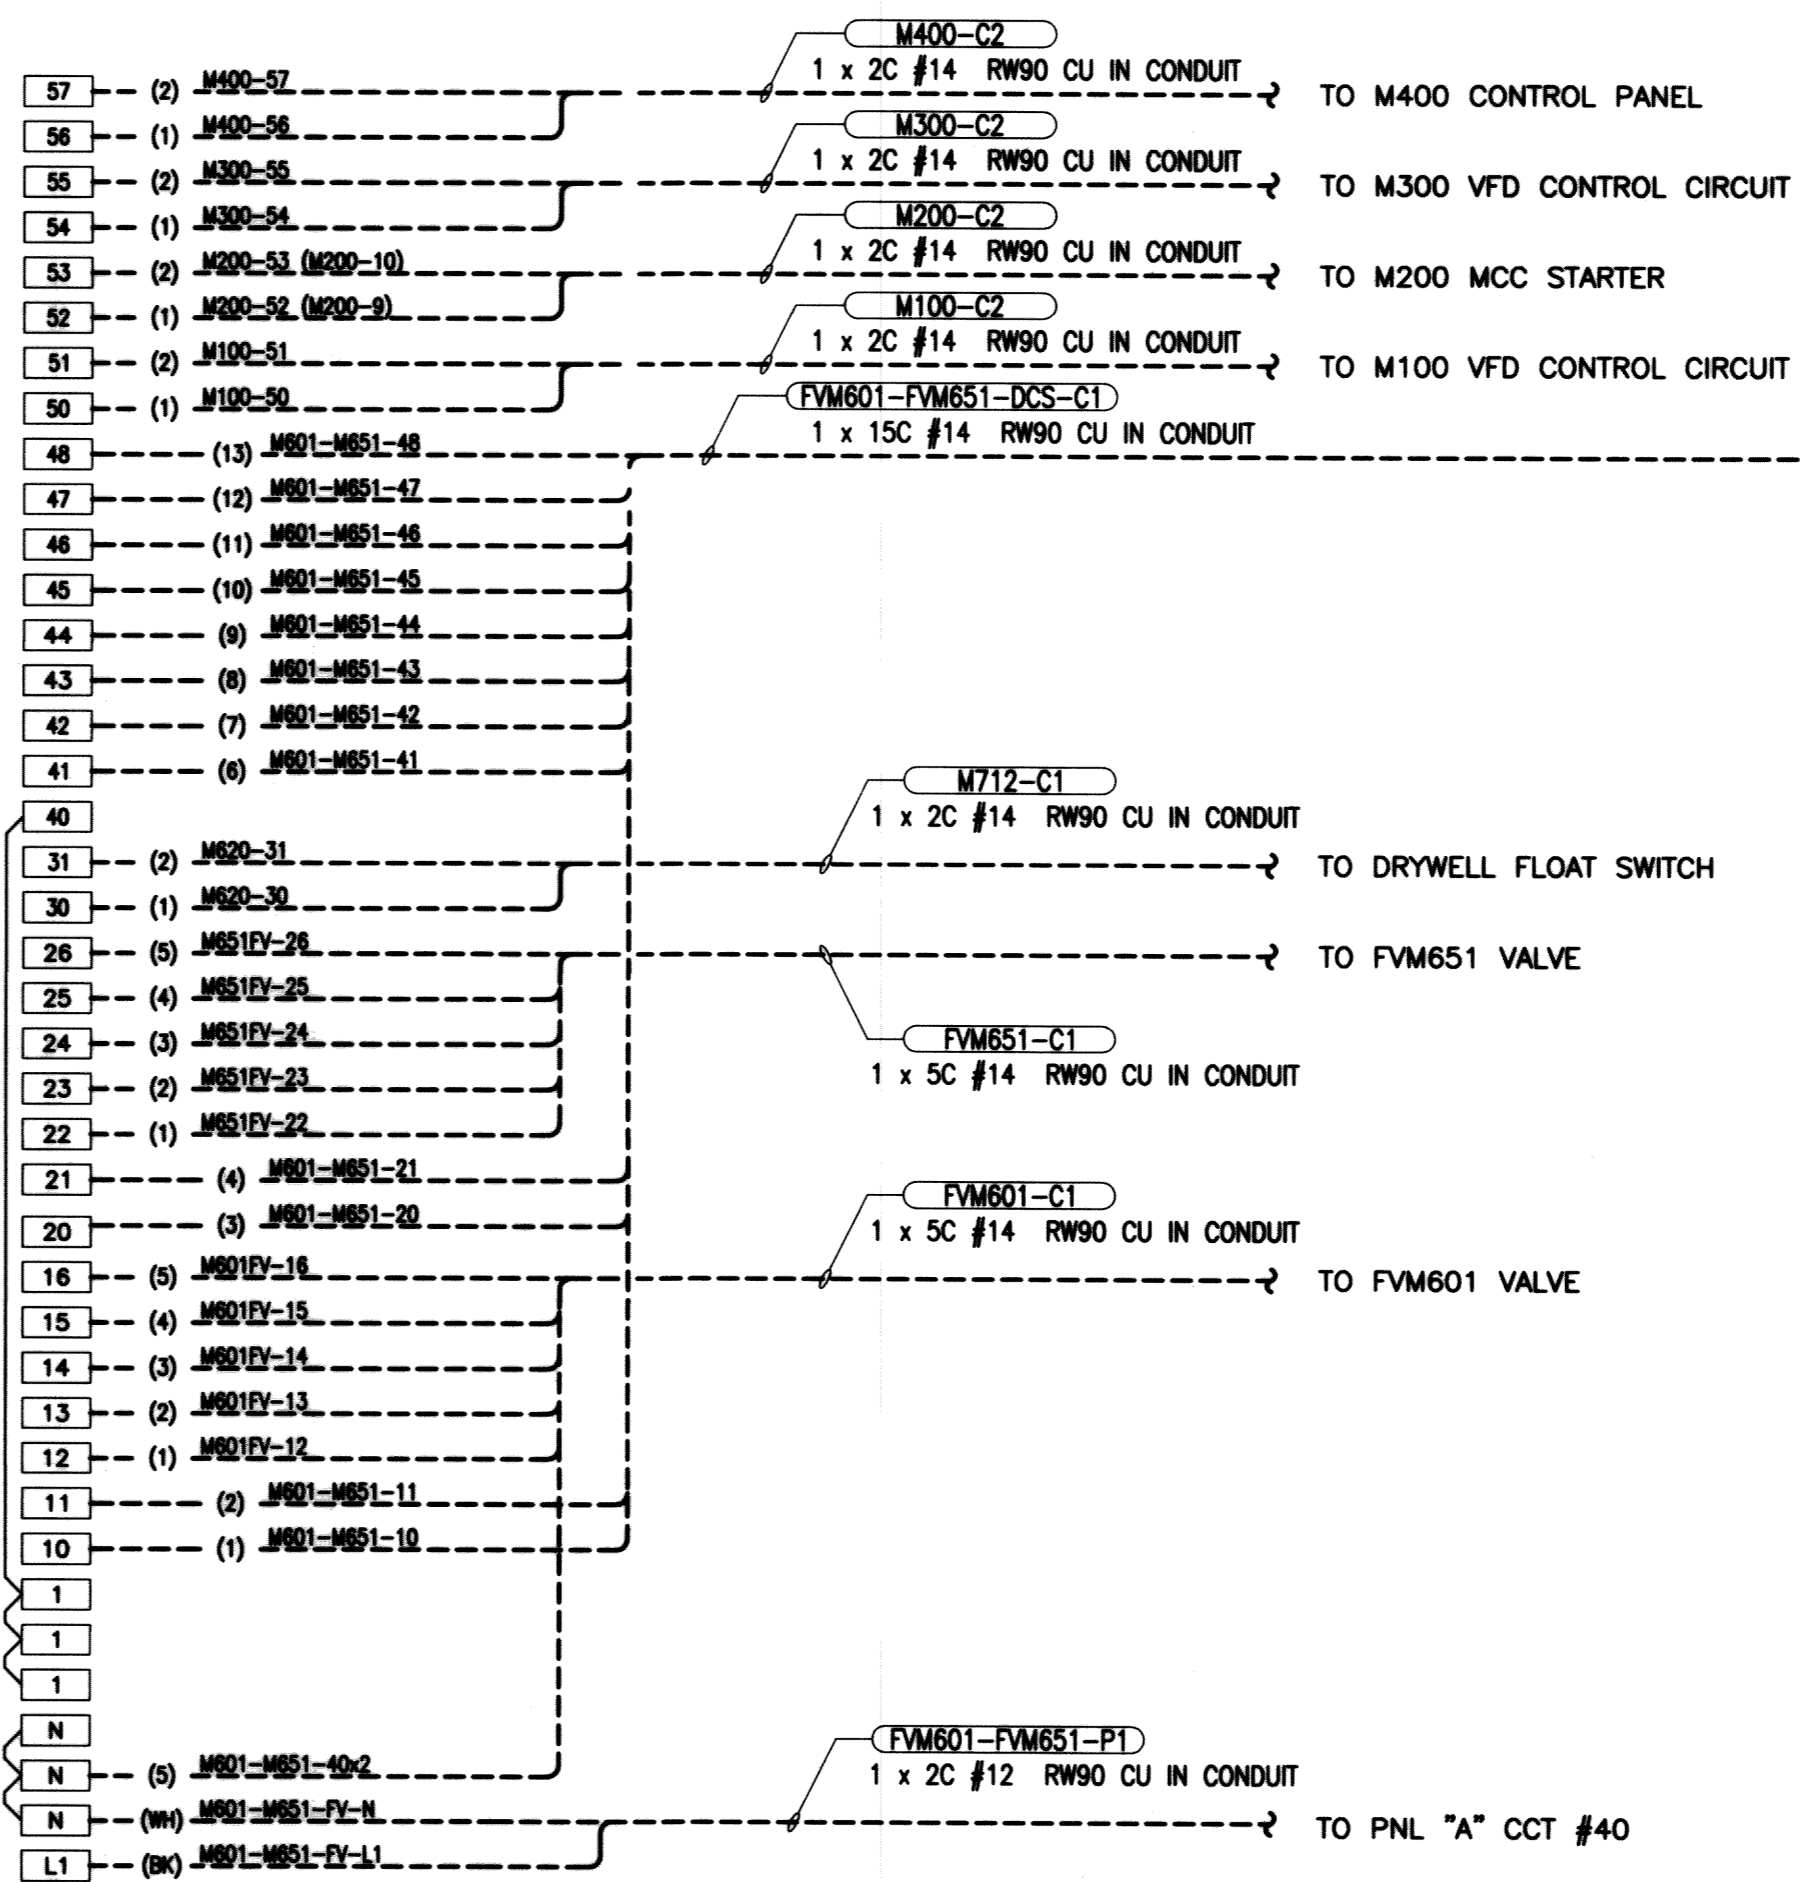 M400-C2
1 x 2C #14 RW90 CU IN CONDUIT
57 (2) M400-57 TO M400 CONTROL PANEL
56 (1) M400-56
M300-C2
1 x 2C #14 RW90 CU IN CONDUIT
55 (2) M300-55 TO M300 VFD CONTROL CIRCUIT
54 (1) M300-54
M200-C2
1 x 2C #14 RW90 CU IN CONDUIT
53 (2) M200-53 (M200-10) TO M200 MCC STARTER
52 (1) M200-52 (M200-9)
M100-C2
1 x 2C #14 RW90 CU IN CONDUIT
51 (2) M100-51 TO M100 VFD CONTROL CIRCUIT
50 (1) M100-50
FVM601-FVM651-DCS-C1
1 x 15C #14 RW90 CU IN CONDUIT
48 (13) M601-M651-48
47 (12) M601-M651-47
46 (11) M601-M651-46
45 (10) M601-M651-45
44 (9) M601-M651-44
43 (8) M601-M651-43
42 (7) M601-M651-42
41 (6) M601-M651-41
M712-C1
40
1 x 2C #14 RW90 CU IN CONDUIT
31 (2) M620-31 TO DRYWELL FLOAT SWITCH
30 (1) M620-30
26 (5) M651FV-26 TO FVM651 VALVE
25 (4) M651FV-25
24 (3) M651FV-24
FVM651-C1
1 x 5C #14 RW90 CU IN CONDUIT
23 (2) M651FV-23
22 (1) M651FV-22
21 (4) M601-M651-21
FVM601-C1
20 (3) M601-M651-20
1 x 5C #14 RW90 CU IN CONDUIT
16 (5) M601FV-16 TO FVM601 VALVE
15 (4) M601FV-15
14 (3) M601FV-14
13 (2) M601FV-13
12 (1) M601FV-12
11 (2) M601-M651-11
10 (1) M601-M651-10
1
1
1
N
FVM601-FVM651-P1
1 x 2C #12 RW90 CU IN CONDUIT
N (5) M601-M651-40x2
N (WH) M601-M651-FV-N TO PNL "A" CCT #40
L1 (BK) M601-M651-FV-L1